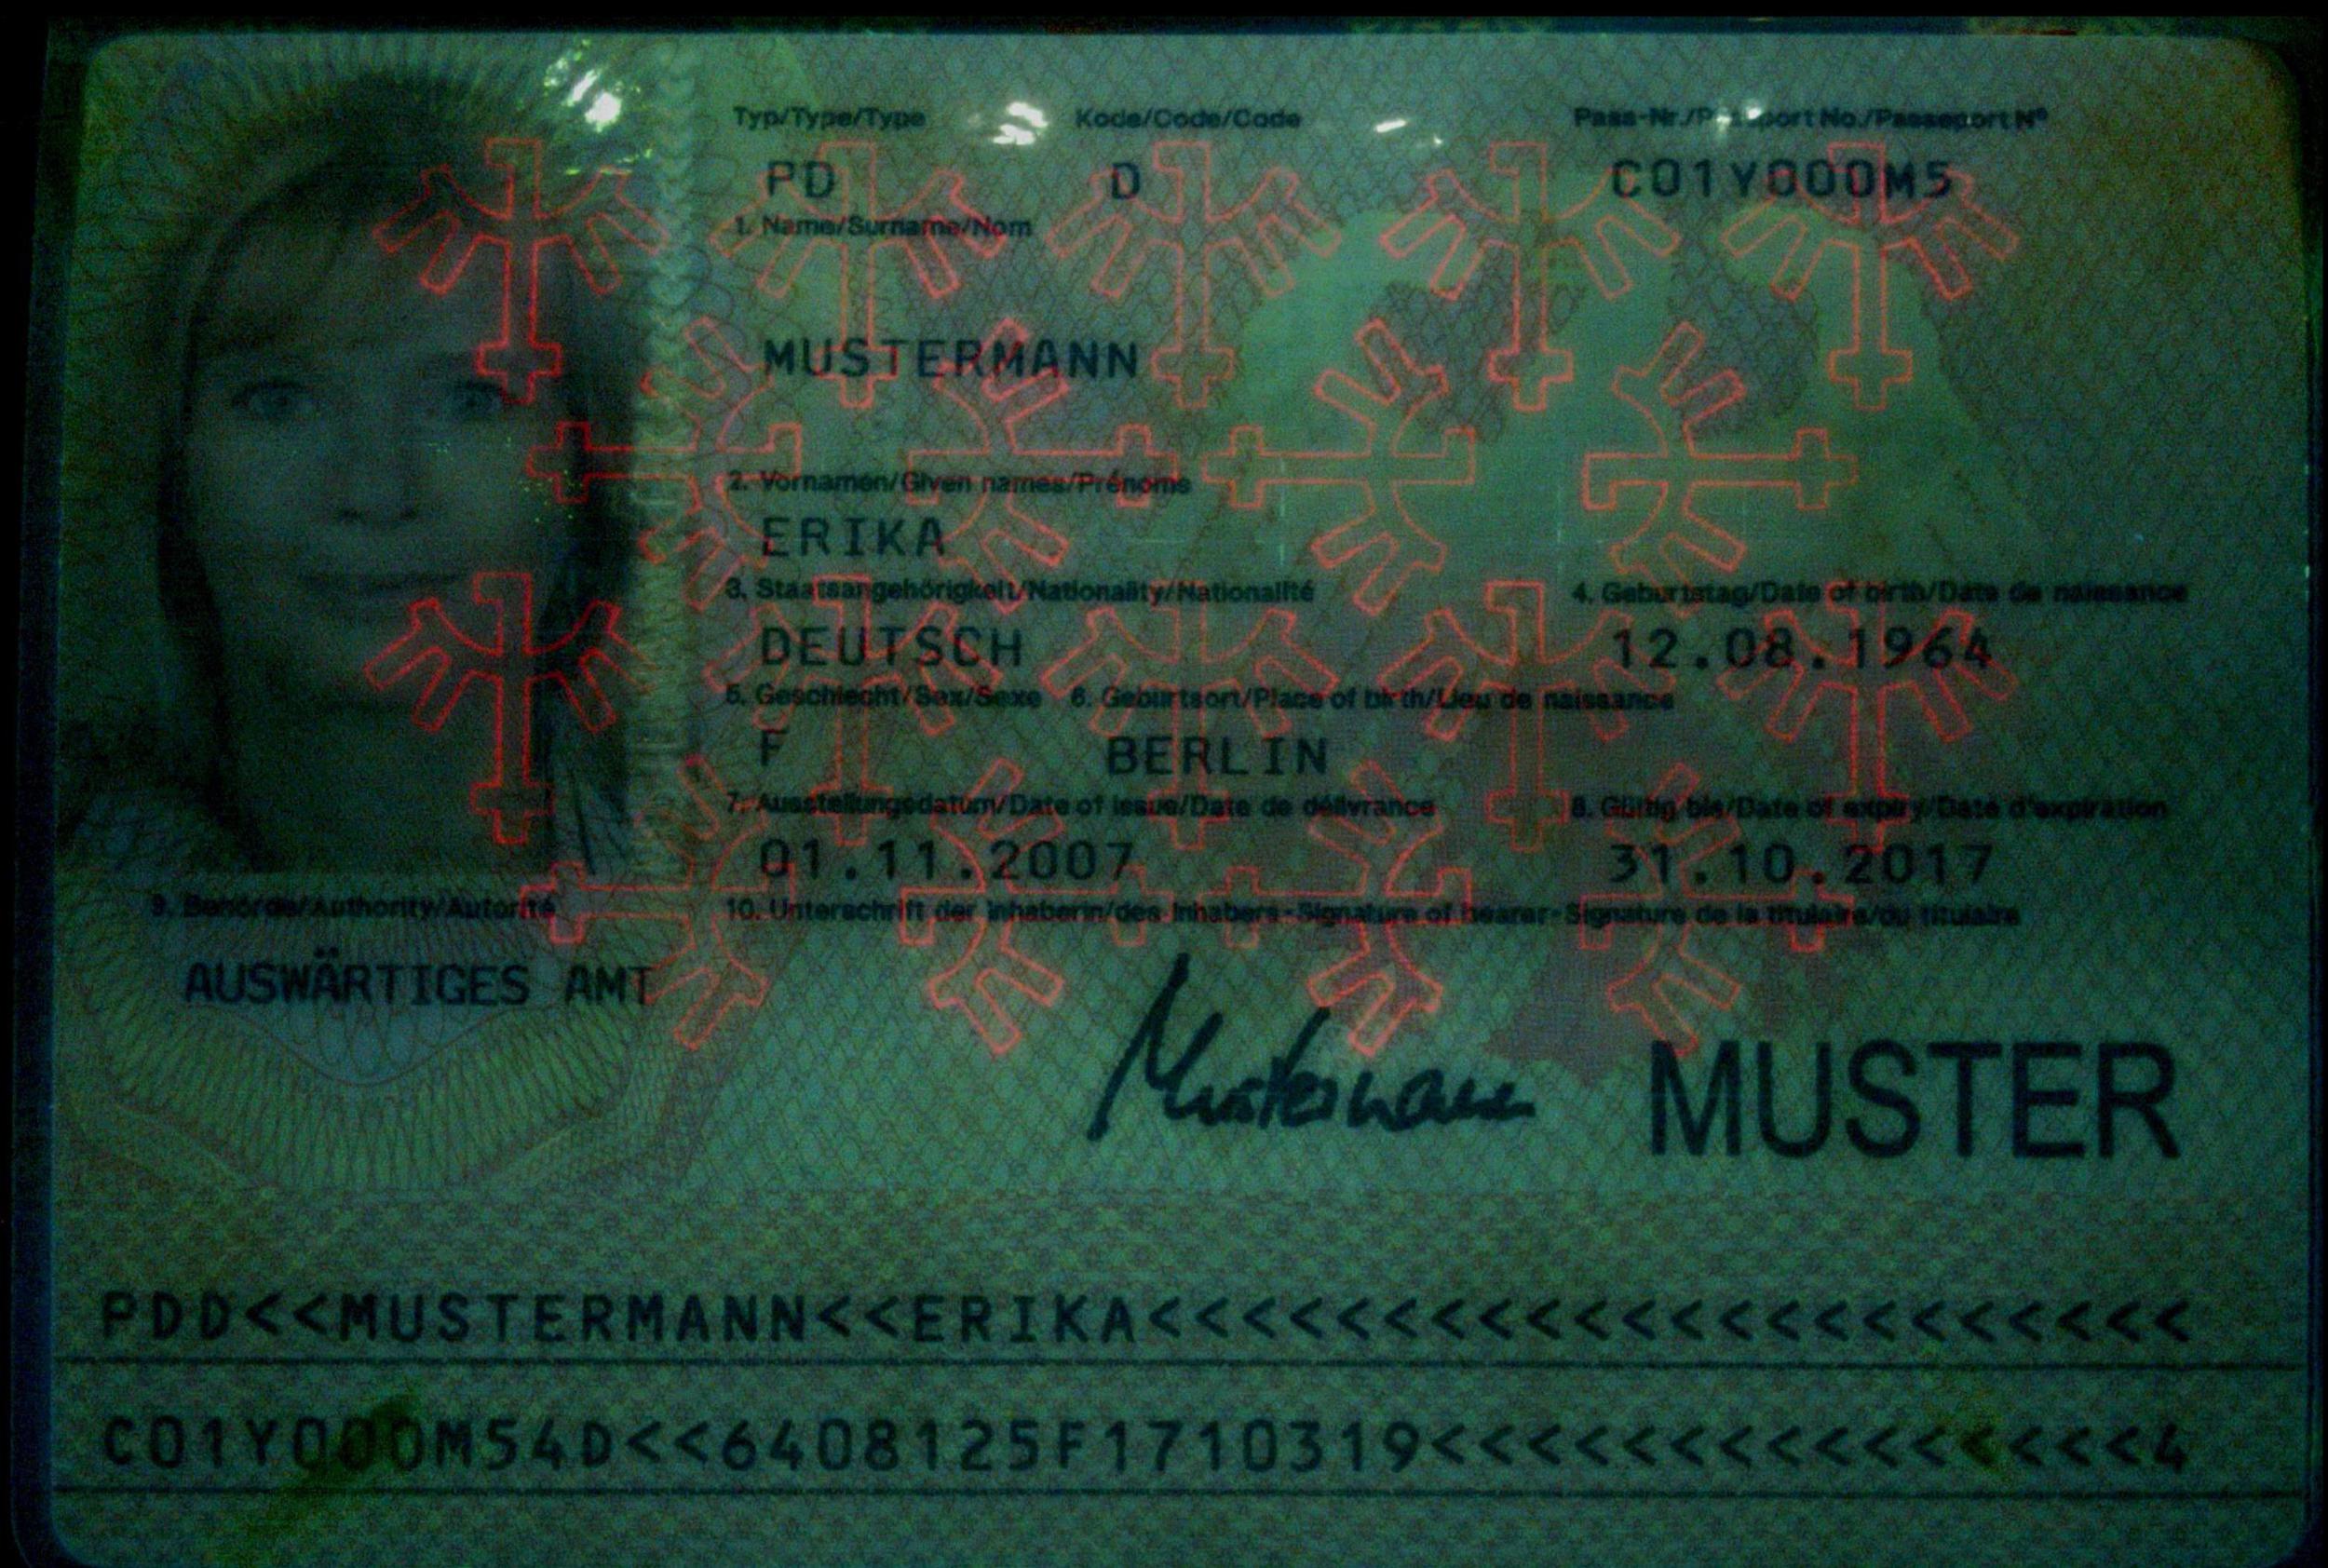 Typ/Type/Type Kode/Code/Code Pass-Nr./Passport No./Passeport Nº
PD D C01Y000M5
1. Name/Surname/Nom
MUSTERMANN
2. Vornamen/Given names/Prénoms
ERIKA
3. Staatsangehörigkeit/Nationality/Nationalité 4. Geburtstag/Date of birth/Date de naissance
DEUTSCH 12.08.1964
5. Geschlecht/Sex/Sexe 6. Geburtsort/Place of birth/Lieu de naissance
F BERLIN
7. Ausstellungsdatum/Date of issue/Date de délivrance 8. Gültig bis/Date of expiry/Date d'expiration
01.11.2007 31.10.2017
9. Behörde/Authority/Autorité 10. Unterschrift der Inhaberin/des Inhabers-Signature of bearer-Signature de la titulaire/du titulaire
AUSWÄRTIGES AMT
Mustermann MUSTER
PDD<<MUSTERMANN<<ERIKA<<<<<<<<<<<<<<<<<<<<<<
C01Y000M54D<<6408125F1710319<<<<<<<<<<<<<<<4